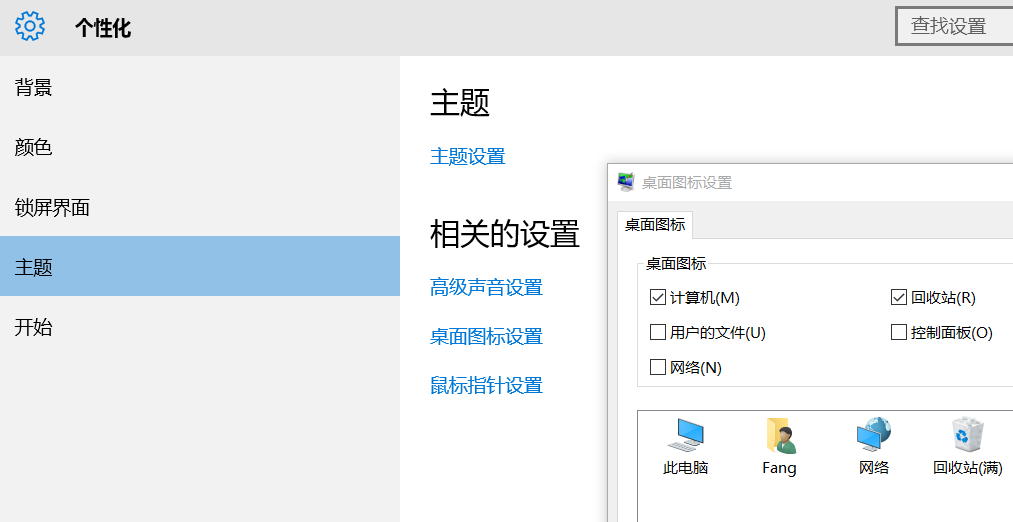 个性化
查找设置
背景
颜色
锁屏界面
主题
开始
主题
主题设置
相关的设置
高级声音设置
桌面图标设置
鼠标指针设置
桌面图标设置
桌面图标
桌面图标
计算机(M)
回收站(R)
用户的文件(U)
控制面板(O)
网络(N)
此电脑
Fang
网络
回收站(满)